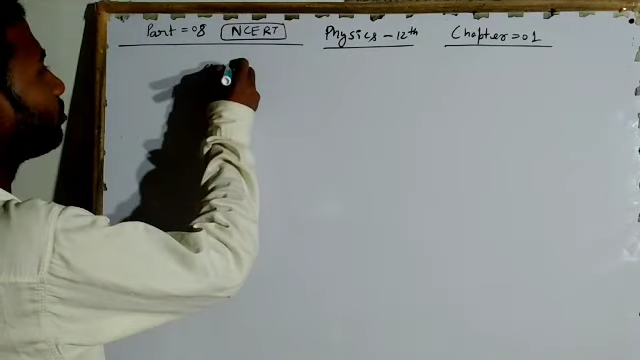 Part = 08 NCERT Physics - 12th Chapter = 01